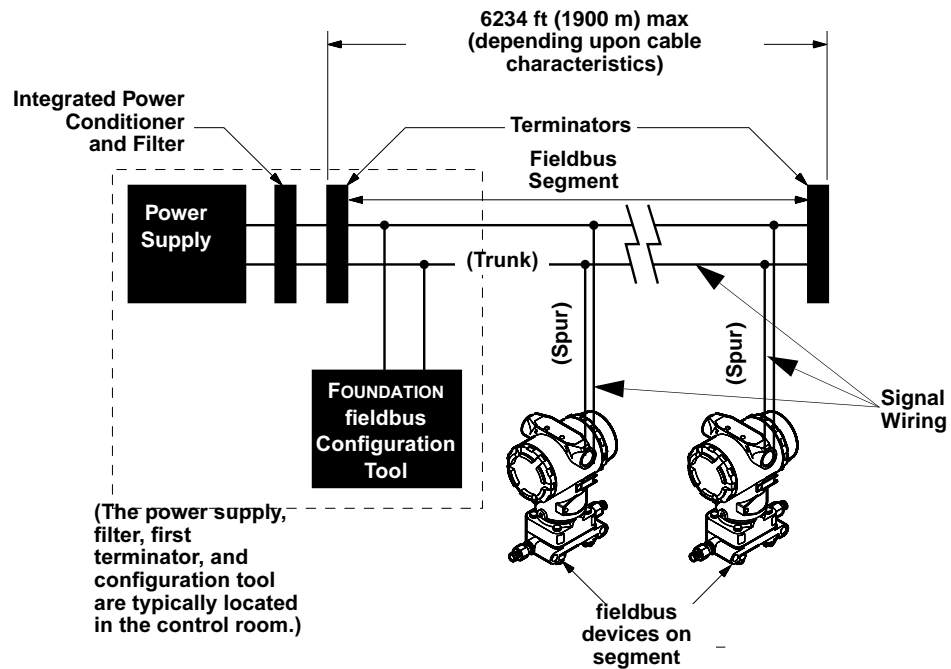 6234 ft (1900 m) max
(depending upon cable
characteristics)
Integrated Power
Conditioner
and Filter
Terminators
Fieldbus
Segment
Power
Supply
(Trunk)
(Spur)
(Spur)
Signal
Wiring
FOUNDATION
fieldbus
Configuration
Tool
(The power supply,
filter, first
terminator, and
configuration tool
are typically located
in the control room.)
fieldbus
devices on
segment